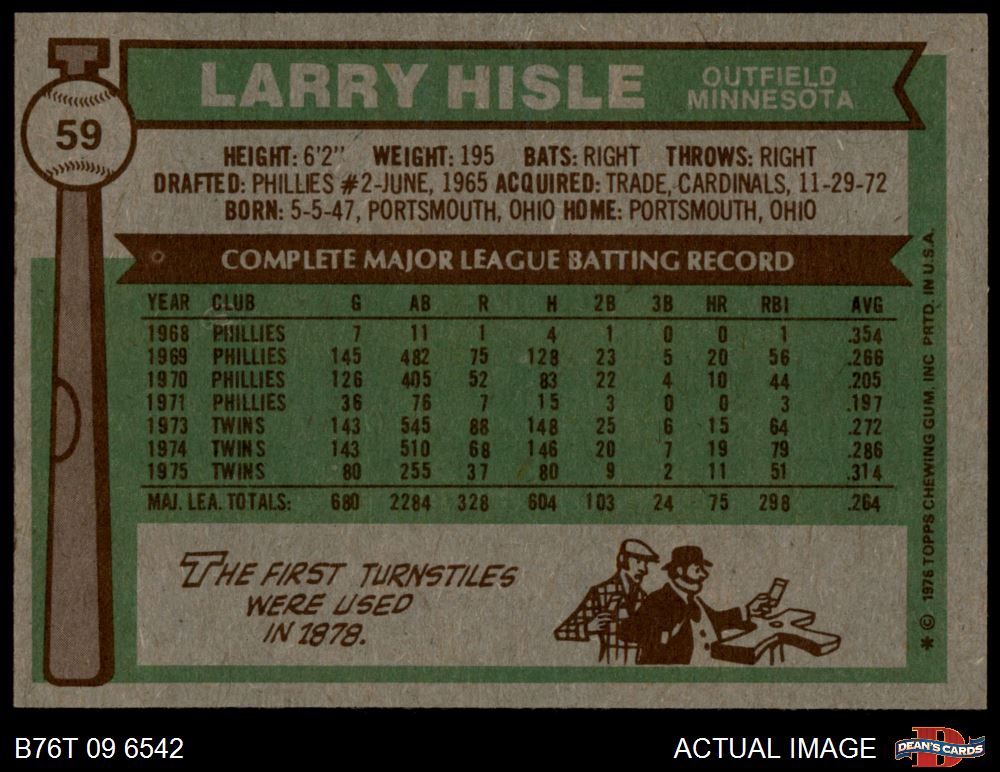 59
LARRY HISLE
OUTFIELD
MINNESOTA
HEIGHT: 6'2" WEIGHT: 195 BATS: RIGHT THROWS: RIGHT
DRAFTED: PHILLIES #2-JUNE, 1965 ACQUIRED: TRADE, CARDINALS, 11-29-72
BORN: 5-5-47, PORTSMOUTH, OHIO HOME: PORTSMOUTH, OHIO
COMPLETE MAJOR LEAGUE BATTING RECORD
YEAR CLUB G AB R H 2B 3B HR RBI AVG
1968 PHILLIES 7 11 1 4 1 0 0 1 .354
1969 PHILLIES 145 482 75 128 23 5 20 56 .266
1970 PHILLIES 126 405 52 83 22 4 10 44 .205
1971 PHILLIES 36 76 7 15 3 0 0 3 .197
1973 TWINS 143 545 88 148 25 6 15 64 .272
1974 TWINS 143 510 68 146 20 7 19 79 .286
1975 TWINS 80 255 37 80 9 2 11 51 .314
MAJ. LEA. TOTALS: 680 2284 328 604 103 24 75 298 .264
THE FIRST TURNSTILES
WERE USED
IN 1878.
* © 1976 TOPPS CHEWING GUM, INC PRTD. IN U.S.A.
B76T 09 6542
ACTUAL IMAGE
D
DEAN'S CARDS